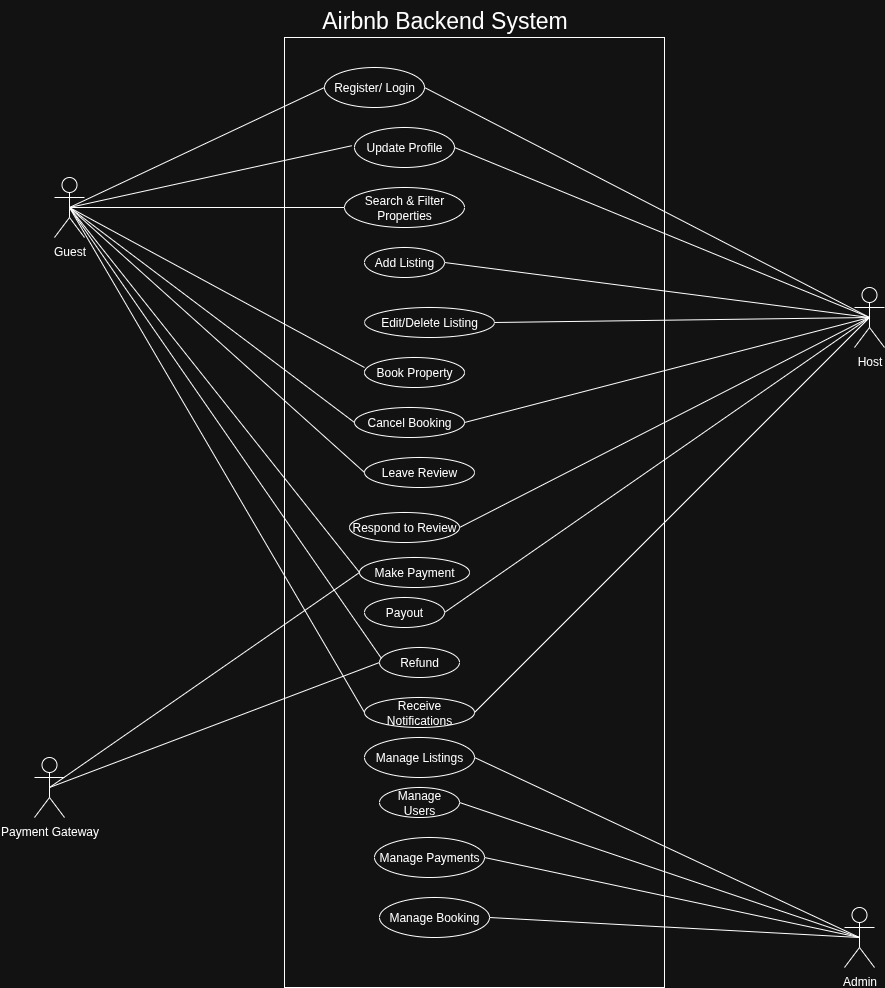 Airbnb Backend System
Register/ Login
Update Profile
Search & Filter
Properties
Guest
Add Listing
Edit/Delete Listing
Host
Book Property
Cancel Booking
Leave Review
Respond to Review
Make Payment
Payout
Refund
Receive
Notifications
Manage Listings
Manage
Users
Payment Gateway
Manage Payments
Manage Booking
Admin